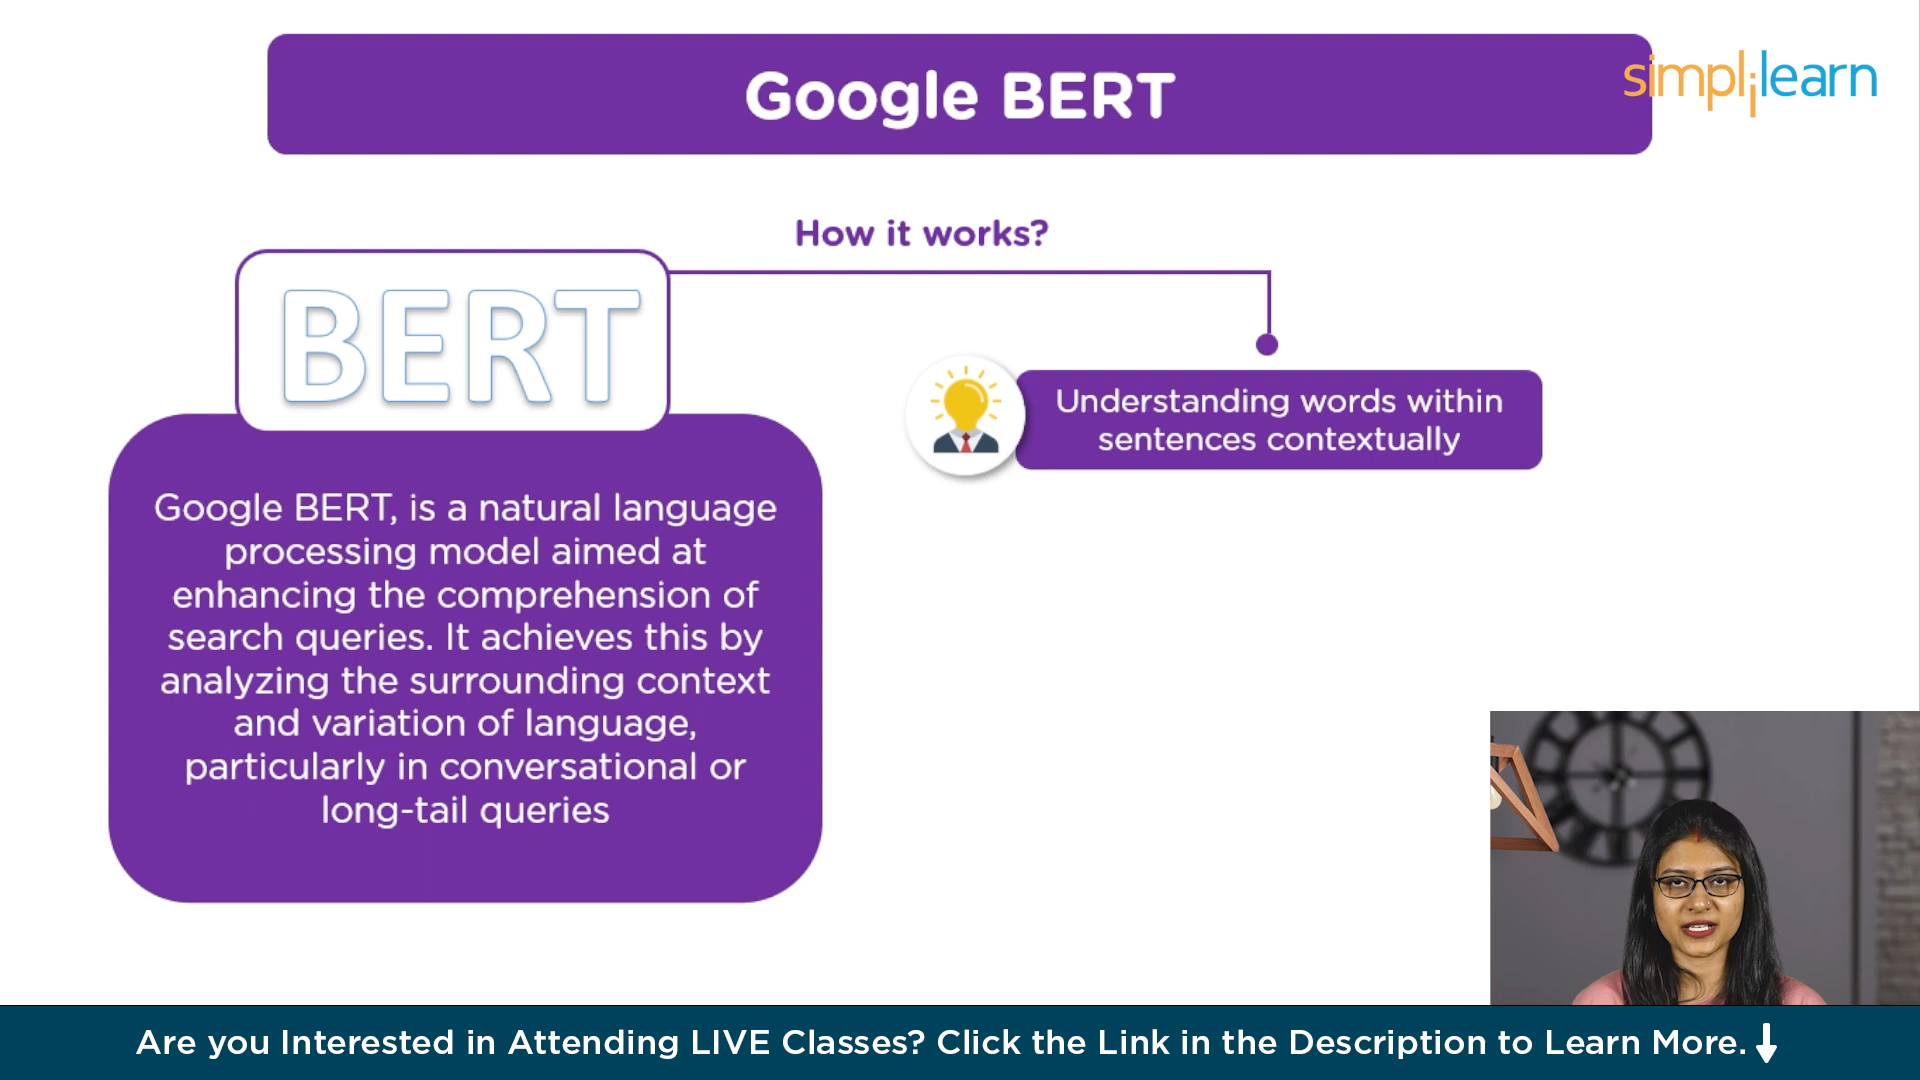 Google BERT
simplilearn
How it works?
BERT
Understanding words within
sentences contextually
Google BERT, is a natural language
processing model aimed at
enhancing the comprehension of
search queries. It achieves this by
analyzing the surrounding context
and variation of language,
particularly in conversational or
long-tail queries
Are you Interested in Attending LIVE Classes? Click the Link in the Description to Learn More.